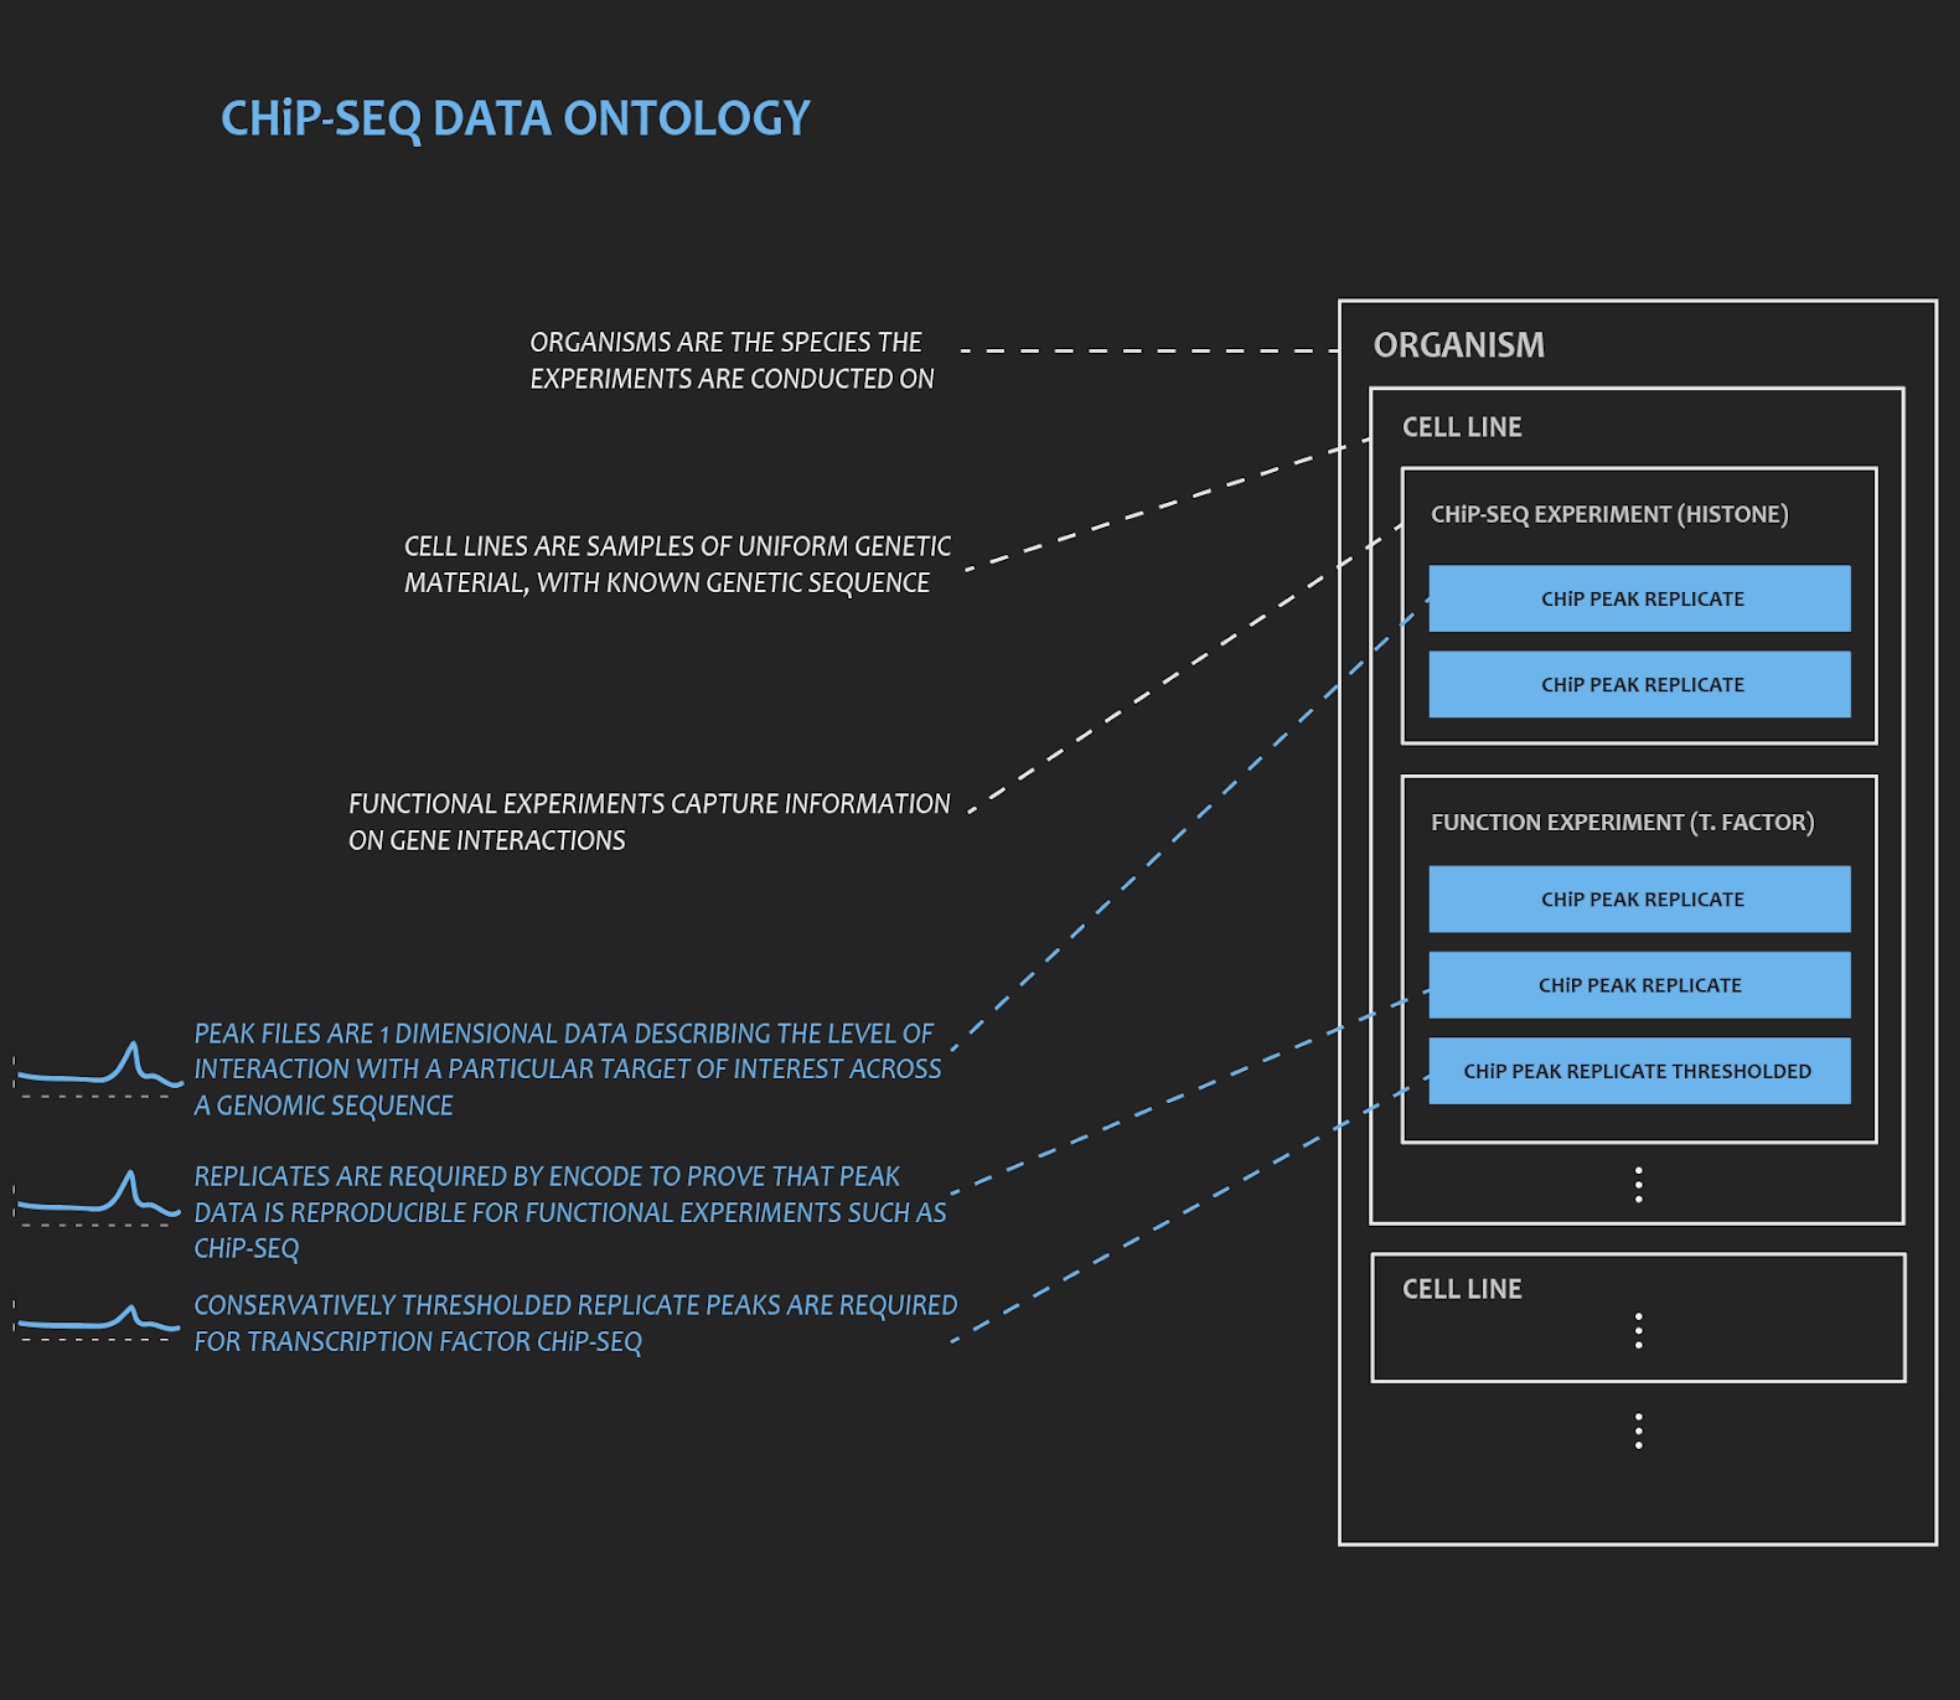 CHiP-SEQ DATA ONTOLOGY
ORGANISMS ARE THE SPECIES THE
EXPERIMENTS ARE CONDUCTED ON
CELL LINES ARE SAMPLES OF UNIFORM GENETIC
MATERIAL, WITH KNOWN GENETIC SEQUENCE
FUNCTIONAL EXPERIMENTS CAPTURE INFORMATION
ON GENE INTERACTIONS
PEAK FILES ARE 1 DIMENSIONAL DATA DESCRIBING THE LEVEL OF
INTERACTION WITH A PARTICULAR TARGET OF INTEREST ACROSS
A GENOMIC SEQUENCE
REPLICATES ARE REQUIRED BY ENCODE TO PROVE THAT PEAK
DATA IS REPRODUCIBLE FOR FUNCTIONAL EXPERIMENTS SUCH AS
CHiP-SEQ
CONSERVATIVELY THRESHOLDED REPLICATE PEAKS ARE REQUIRED
FOR TRANSCRIPTION FACTOR CHiP-SEQ
ORGANISM
CELL LINE
CHiP-SEQ EXPERIMENT (HISTONE)
CHiP PEAK REPLICATE
CHiP PEAK REPLICATE
FUNCTION EXPERIMENT (T. FACTOR)
CHiP PEAK REPLICATE
CHiP PEAK REPLICATE
CHiP PEAK REPLICATE THRESHOLDED
CELL LINE